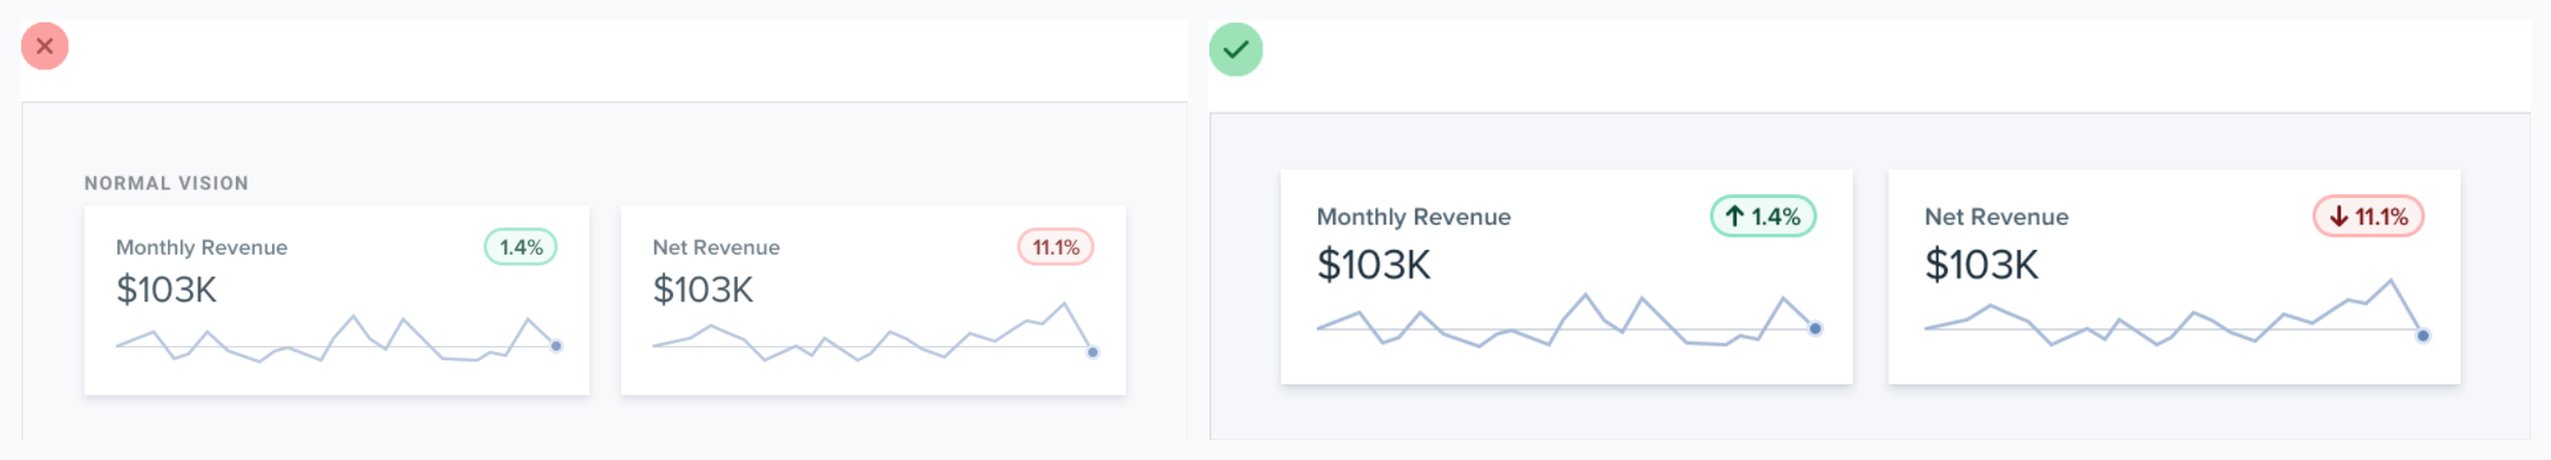 NORMAL VISION
Monthly Revenue 1.4%
$103K
Net Revenue 11.1%
$103K
Monthly Revenue ↑ 1.4%
$103K
Net Revenue ↓ 11.1%
$103K